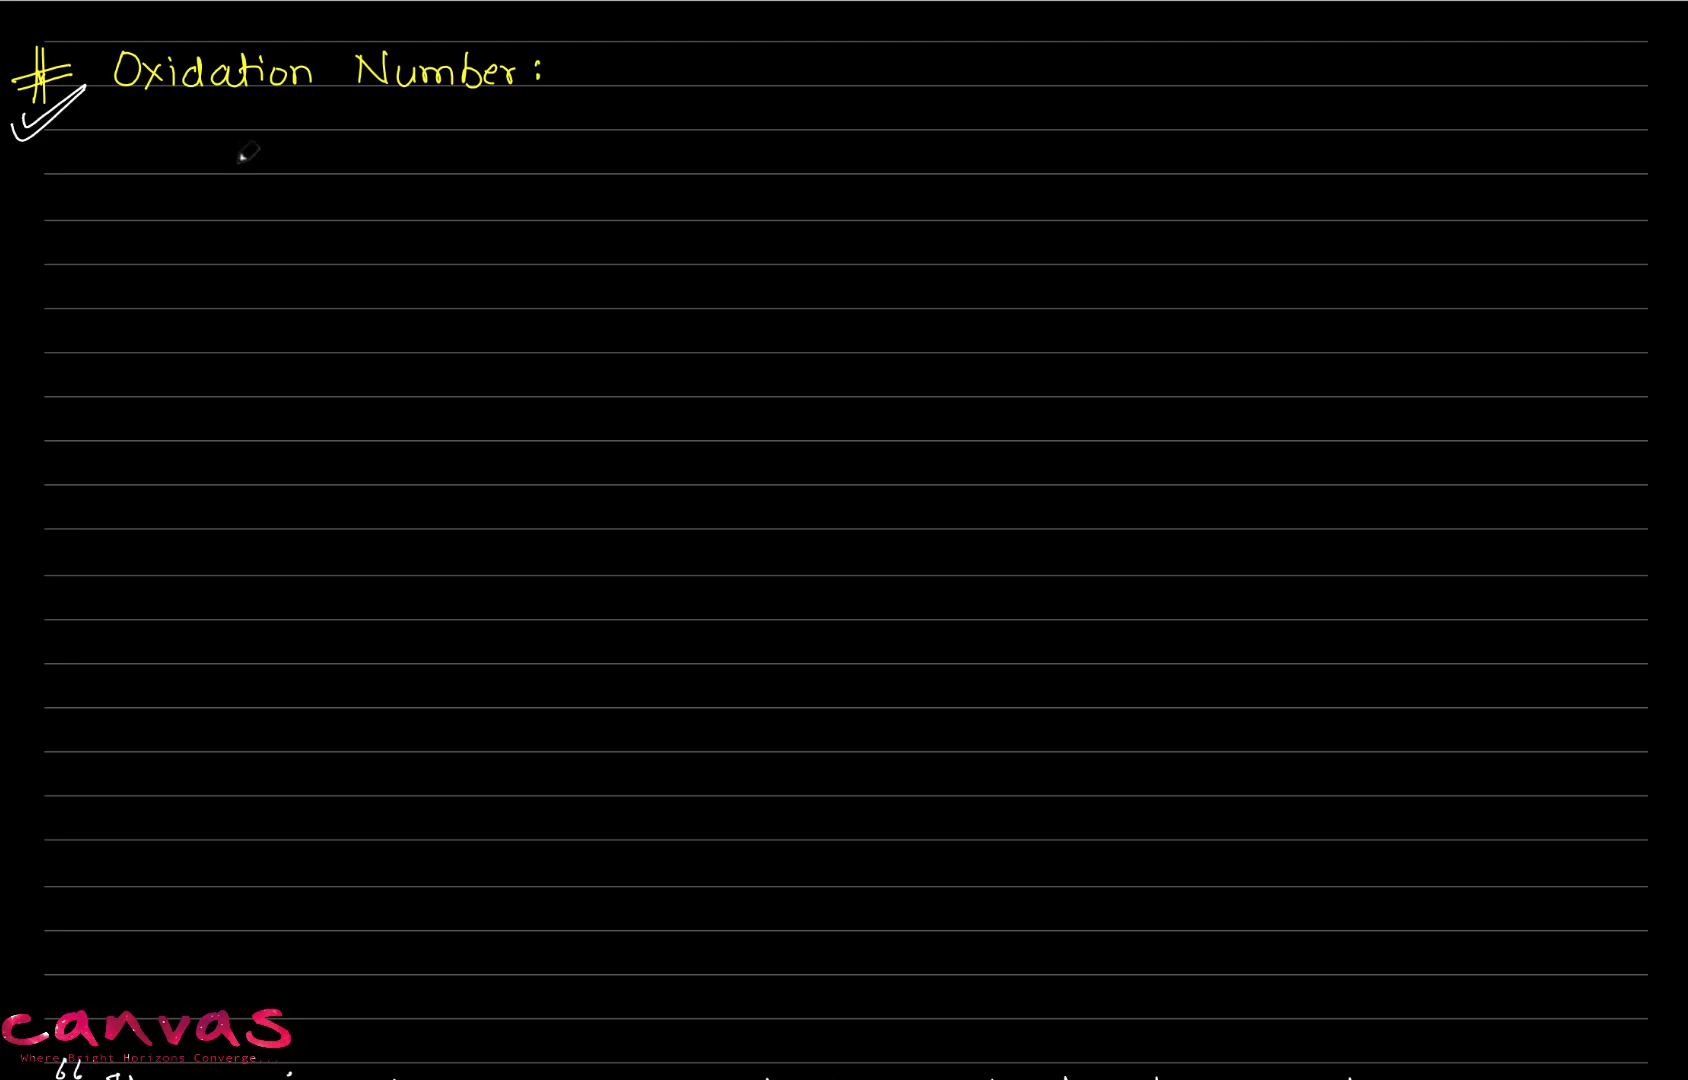 # Oxidation Number:
canvas
Where Bright Horizons Converge...